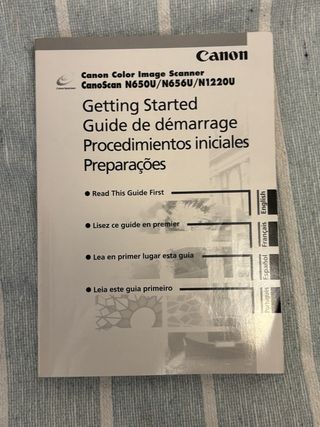 Canon
Canon Color Image Scanner
CanoScan N650U/N656U/N1220U
Getting Started
Guide de démarrage
Procedimientos iniciales
Preparações
● Read This Guide First
English
● Lisez ce guide en premier
Français
● Lea en primer lugar esta guía
Español
● Leia este guia primeiro
Português